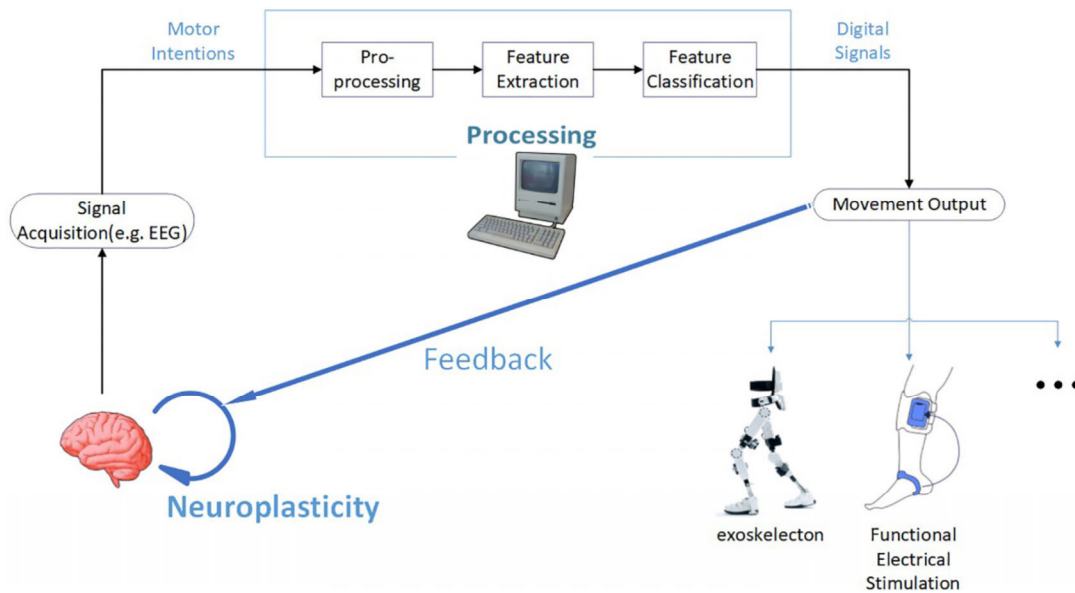 Motor
Intentions
Pro-
processing
Feature
Extraction
Feature
Classification
Digital
Signals
Processing
Signal
Acquisition(e.g. EEG)
Movement Output
Feedback
Neuroplasticity
exoskelecton
Functional
Electrical
Stimulation
•••